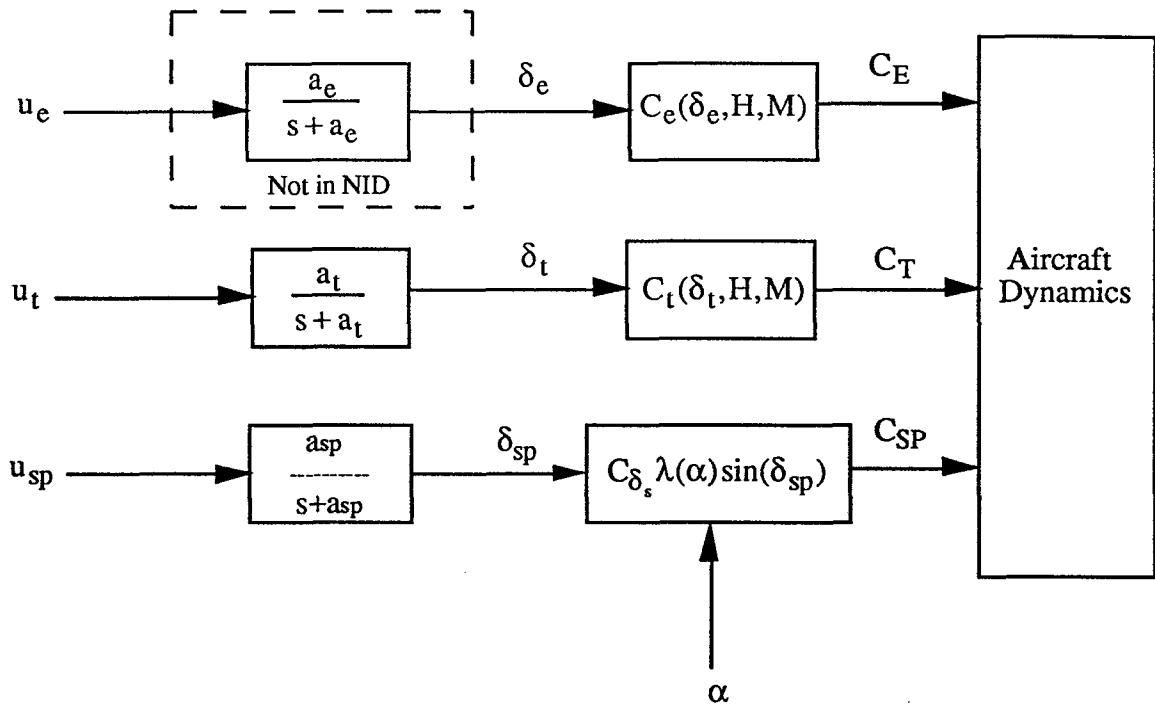 u_e
a_e
s + a_e
Not in NID
δ_e
C_e(δ_e,H,M)
C_E
u_t
a_t
s + a_t
δ_t
C_t(δ_t,H,M)
C_T
Aircraft
Dynamics
u_sp
asp
s+asp
δ_sp
C_δ_s λ(α)sin(δ_sp)
C_SP
α